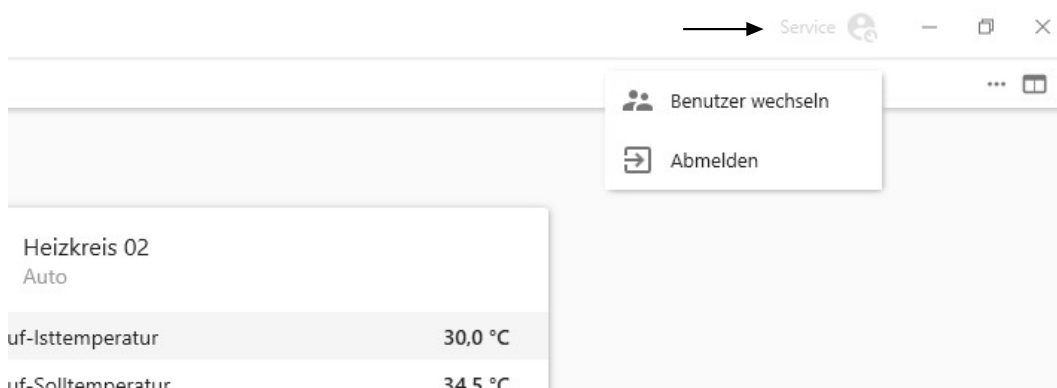 Service
Benutzer wechseln
Abmelden
Heizkreis 02
Auto
uf-Isttemperatur 30,0 °C
uf-Solltemperatur 34,5 °C